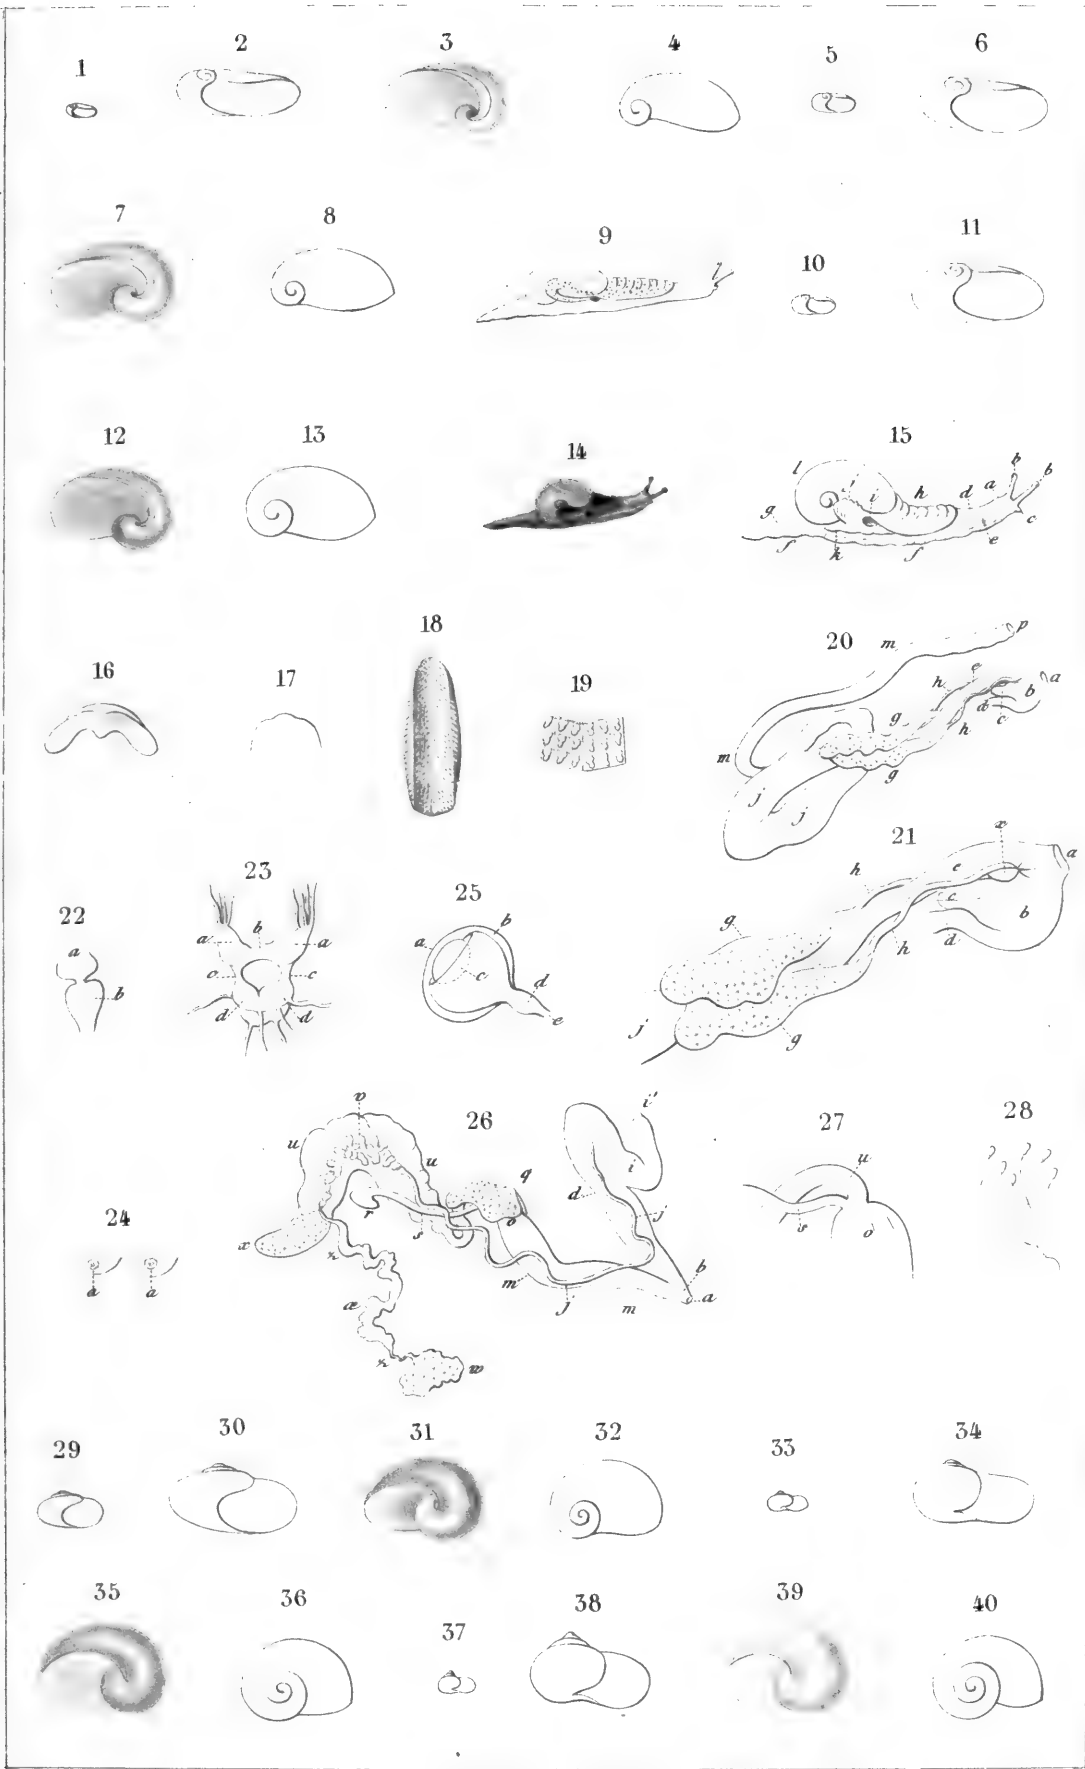 1 2 3 4 5 6
7 8 9 10 11
l
12 13 14 15
l j i h d a b b
g f k f e c
16 17 18 19 20
m p
h e a
g d b
c
h
m g
j j
21
x a
h e
g c
b
h d
j g
22 23 25
a b
a b a
o c
d d
a b
c
d
e
24 26 27 28
a a
v
u u
i'
q d i
r s o j
x
m j m b a
æ
w
u
s o
29 30 31 32 33 34
35 36 37 38 39 40